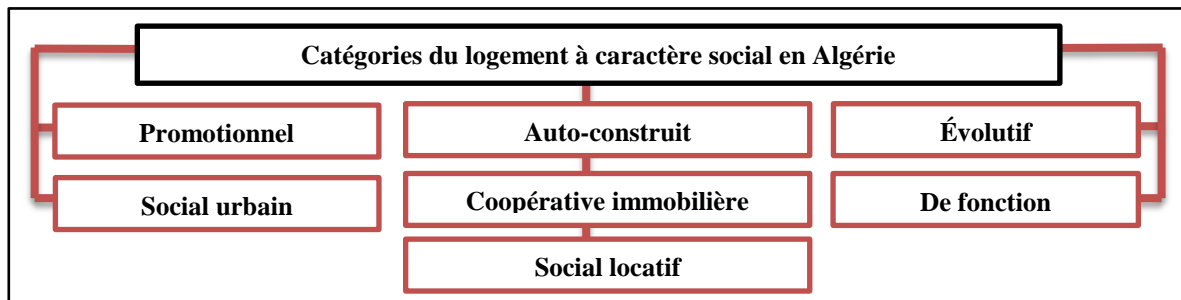 Catégories du logement à caractère social en Algérie
Promotionnel
Auto-construit
Évolutif
Social urbain
Coopérative immobilière
De fonction
Social locatif